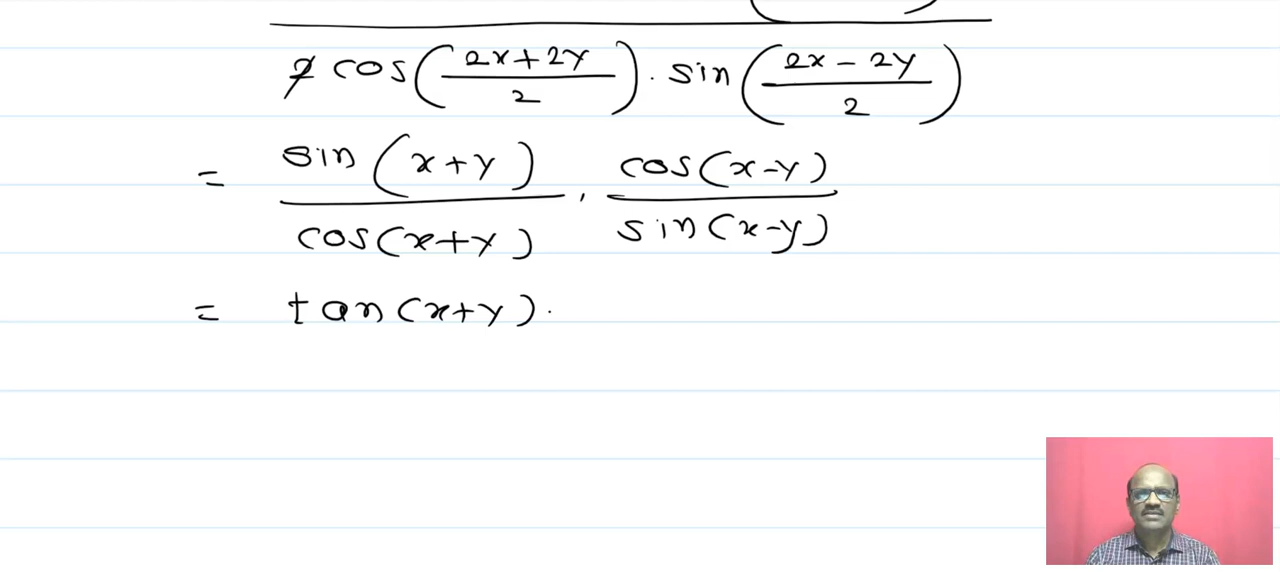 2 cos(2x+2y/2) . sin(2x-2y/2)
= sin(x+y)/cos(x+y) . cos(x-y)/sin(x-y)
= tan(x+y).